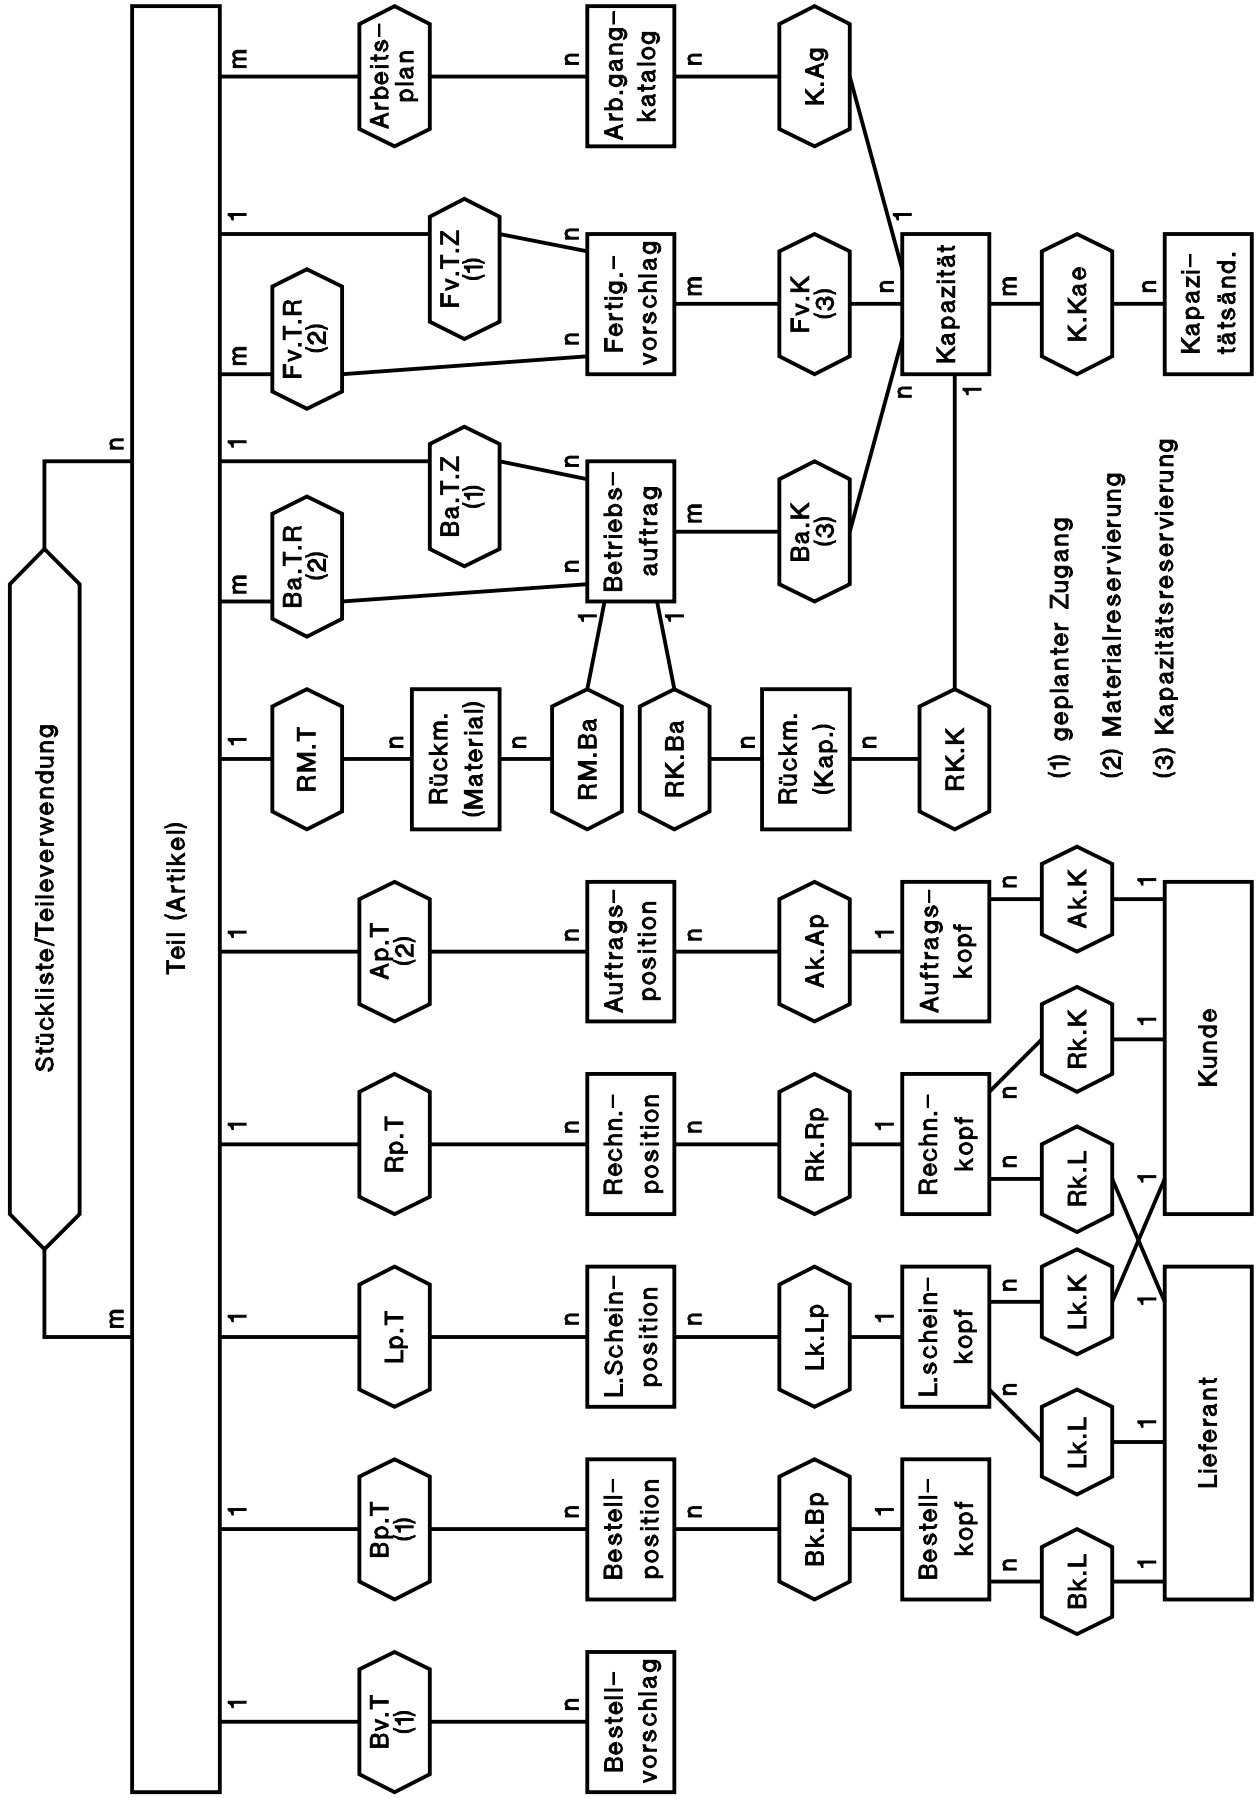 Stückliste/Teileverwendung
m
n
Teil (Artikel)
1
1
1
1
1
1
m
1
m
1
m
RM.T
Ba.T.R
(2)
Fv.T.R
(2)
Bv.T
(1)
Bp.T
(1)
Lp.T
Rp.T
Ap.T
(2)
n
Arbeits-
plan
Rückm.
(Material)
Ba.T.Z
(1)
Fv.T.Z
(1)
n
n
n
n
n
n
n
n
n
n
n
1
RM.Ba
Bestell-
vorschlag
Bestell-
position
L.Schein-
position
Rechn.-
position
Auftrags-
position
Betriebs-
auftrag
Fertig.-
vorschlag
Arb.gang-
katalog
RK.Ba
1
n
n
n
n
m
m
n
n
Bk.Bp
Lk.Lp
Rk.Rp
Ak.Ap
Rückm.
(Kap.)
Ba.K
(3)
Fv.K
(3)
K.Ag
1
1
1
1
n
n
n
1
Bestell-
kopf
L.schein-
kopf
Rechn.-
kopf
Auftrags-
kopf
RK.K
Kapazität
1
n
n
n
n
n
n
m
Bk.L
Lk.L
Lk.K
Rk.L
Rk.K
Ak.K
K.Kae
1
1
1
1
1
1
n
Lieferant
Kunde
Kapazi-
tätsänd.
(1) geplanter Zugang
(2) Materialreservierung
(3) Kapazitätsreservierung